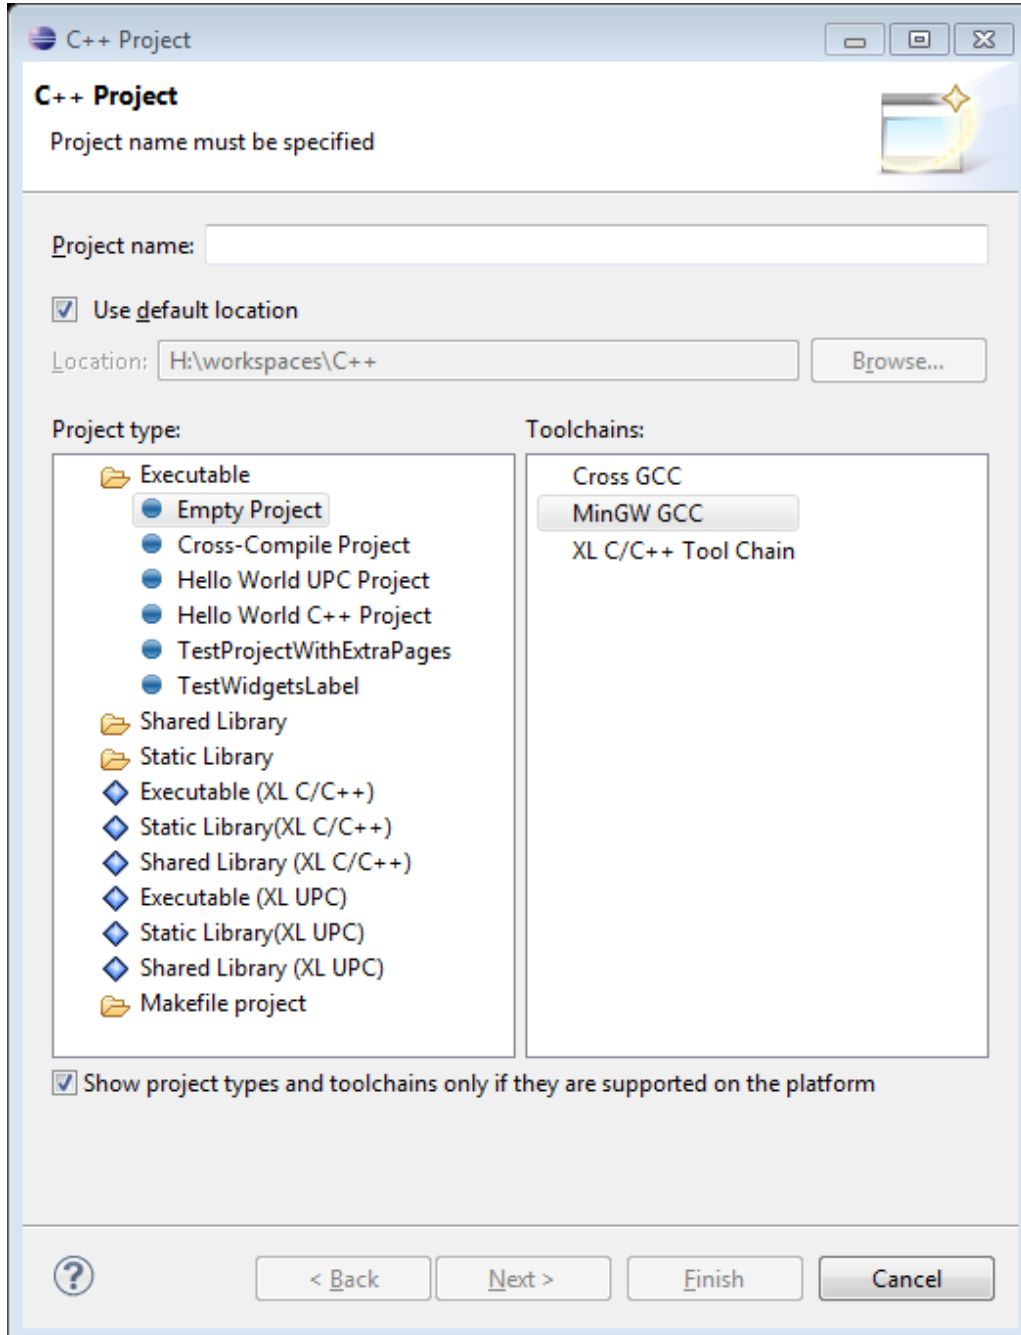 C++ Project
C++ Project
Project name must be specified
Project name:
Use default location
Location: H:\workspaces\C++ Browse...
Project type:
Executable
Empty Project
Cross-Compile Project
Hello World UPC Project
Hello World C++ Project
TestProjectWithExtraPages
TestWidgetsLabel
Shared Library
Static Library
Executable (XL C/C++)
Static Library(XL C/C++)
Shared Library (XL C/C++)
Executable (XL UPC)
Static Library(XL UPC)
Shared Library (XL UPC)
Makefile project
Toolchains:
Cross GCC
MinGW GCC
XL C/C++ Tool Chain
Show project types and toolchains only if they are supported on the platform
? < Back Next > Finish Cancel